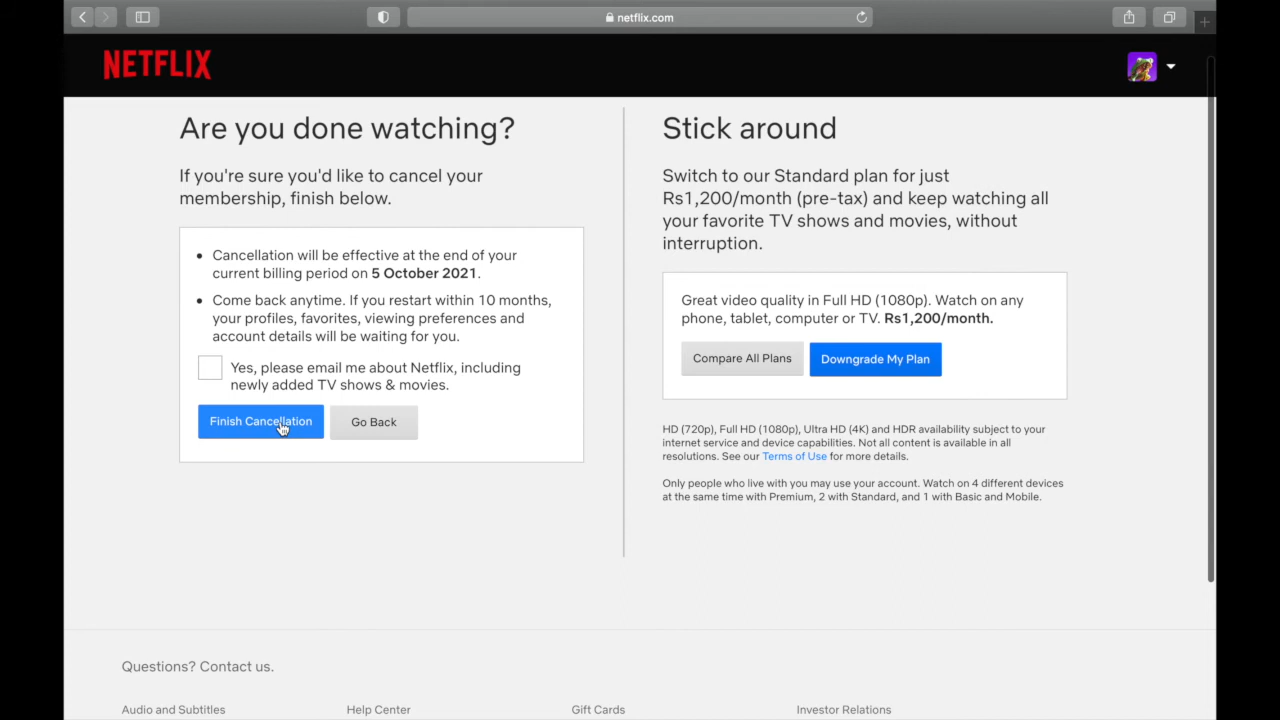 netflix.com
NETFLIX
Are you done watching?
If you're sure you'd like to cancel your
membership, finish below.
• Cancellation will be effective at the end of your
current billing period on 5 October 2021.
• Come back anytime. If you restart within 10 months,
your profiles, favorites, viewing preferences and
account details will be waiting for you.
Yes, please email me about Netflix, including
newly added TV shows & movies.
Finish Cancellation
Go Back
Stick around
Switch to our Standard plan for just
Rs1,200/month (pre-tax) and keep watching all
your favorite TV shows and movies, without
interruption.
Great video quality in Full HD (1080p). Watch on any
phone, tablet, computer or TV. Rs1,200/month.
Compare All Plans
Downgrade My Plan
HD (720p), Full HD (1080p), Ultra HD (4K) and HDR availability subject to your
internet service and device capabilities. Not all content is available in all
resolutions. See our Terms of Use for more details.
Only people who live with you may use your account. Watch on 4 different devices
at the same time with Premium, 2 with Standard, and 1 with Basic and Mobile.
Questions? Contact us.
Audio and Subtitles
Help Center
Gift Cards
Investor Relations